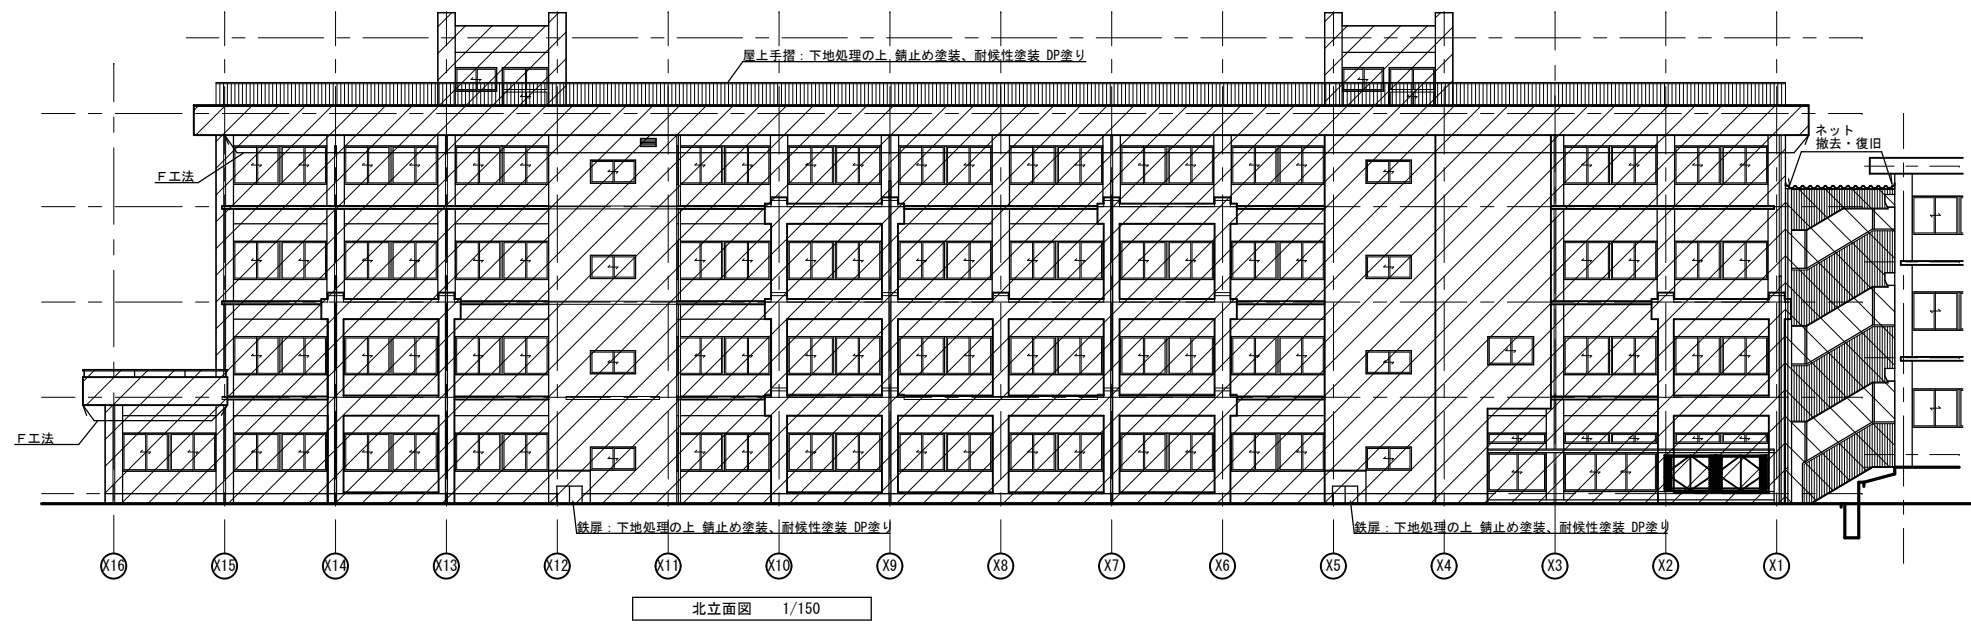 屋上手摺：下地処理の上 錆止め塗装、耐候性塗装 DP塗り
ネット
撤去・復旧
Ｆ工法
Ｆ工法
鉄扉：下地処理の上 錆止め塗装、耐候性塗装 DP塗り
鉄扉：下地処理の上 錆止め塗装、耐候性塗装 DP塗り
X16 X15 X14 X13 X12 X11 X10 X9 X8 X7 X6 X5 X4 X3 X2 X1
北立面図 1/150